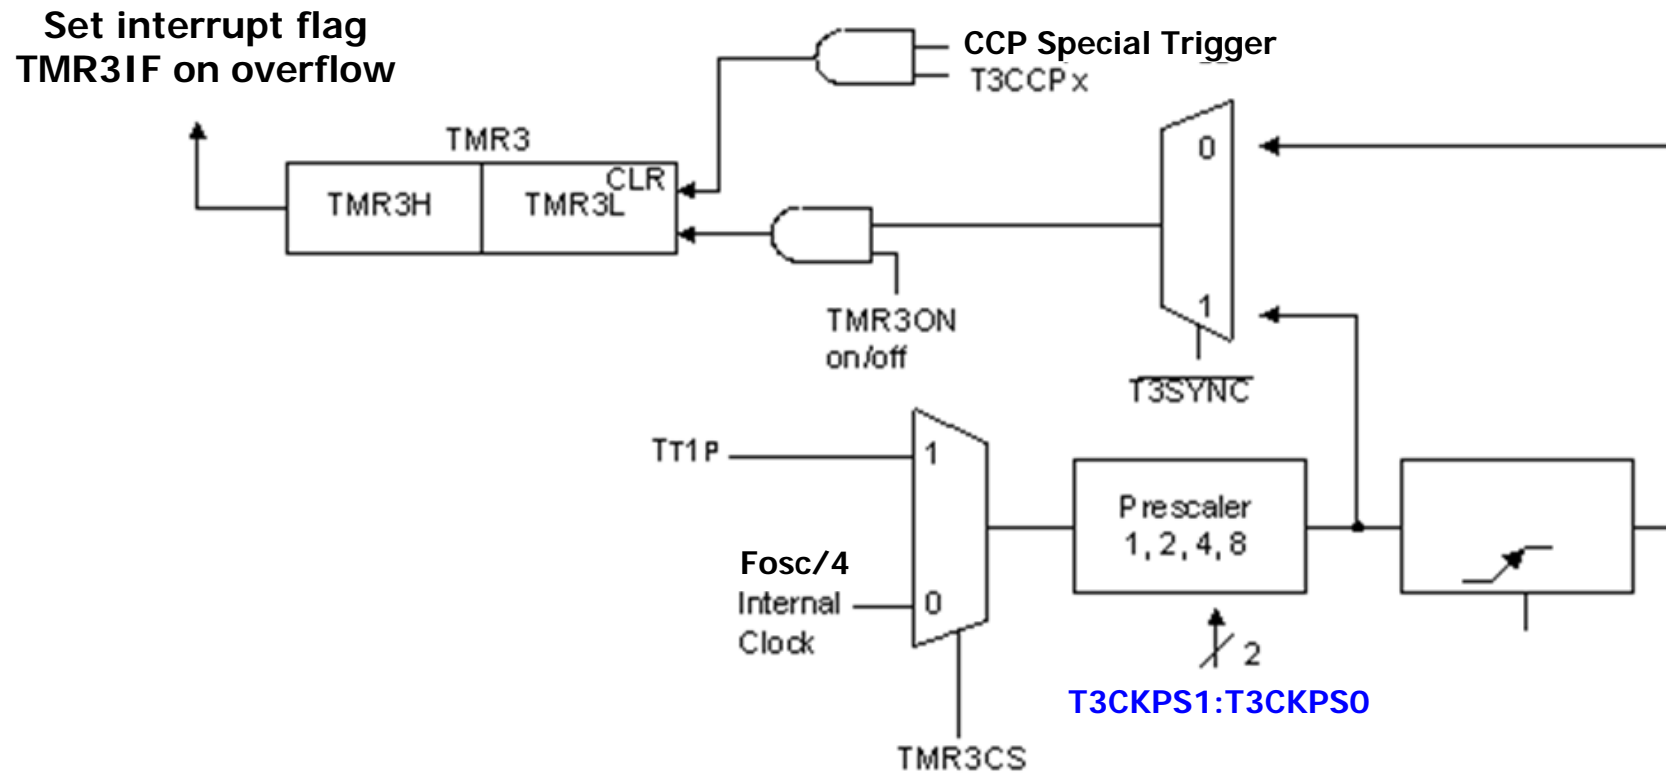 Set interrupt flag
TMR3IF on overflow
CCP Special Trigger
T3CCPx
TMR3
CLR
TMR3H
TMR3L
0
1
TMR3ON
on/off
T3SYNC
TT1P
1
Prescaler
1, 2, 4, 8
Fosc/4
Internal
Clock
0
2
T3CKPS1:T3CKPS0
TMR3CS